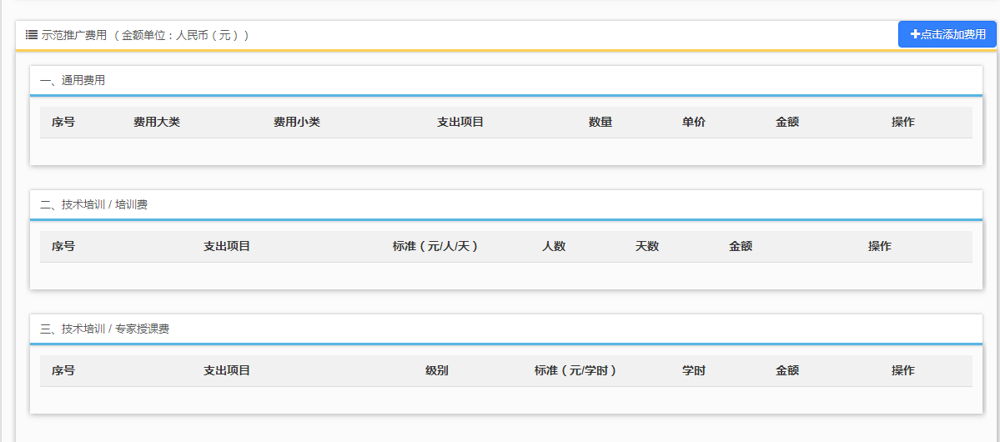 示范推广费用 （ 金额单位：人民币（ 元 ））
点击添加费用
一、通用费用
序号 费用大类 费用小类 支出项目 数量 单价 金额 操作
二、技术培训 / 培训费
序号 支出项目 标准（ 元/人/天 ） 人数 天数 金额 操作
三、技术培训 / 专家授课费
序号 支出项目 级别 标准（ 元/学时 ） 学时 金额 操作